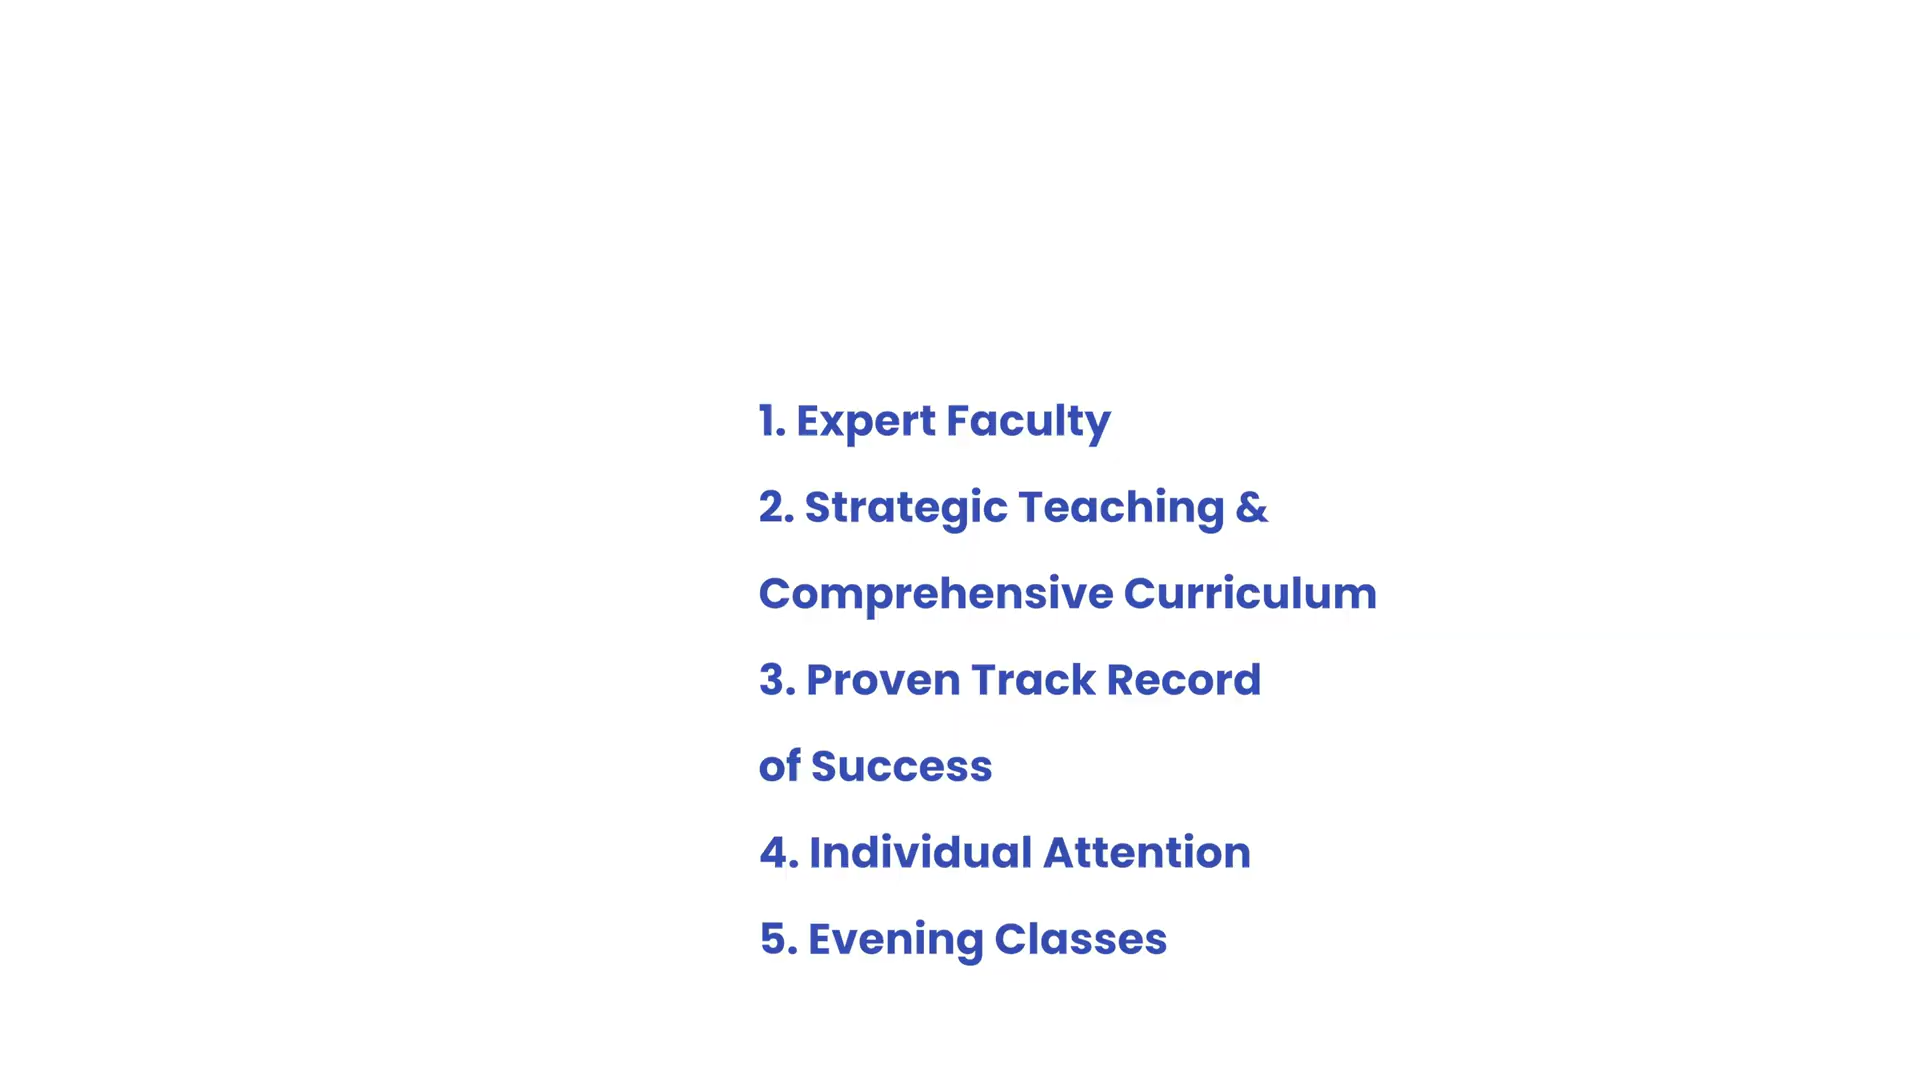 1. Expert Faculty
2. Strategic Teaching &
Comprehensive Curriculum
3. Proven Track Record
of Success
4. Individual Attention
5. Evening Classes